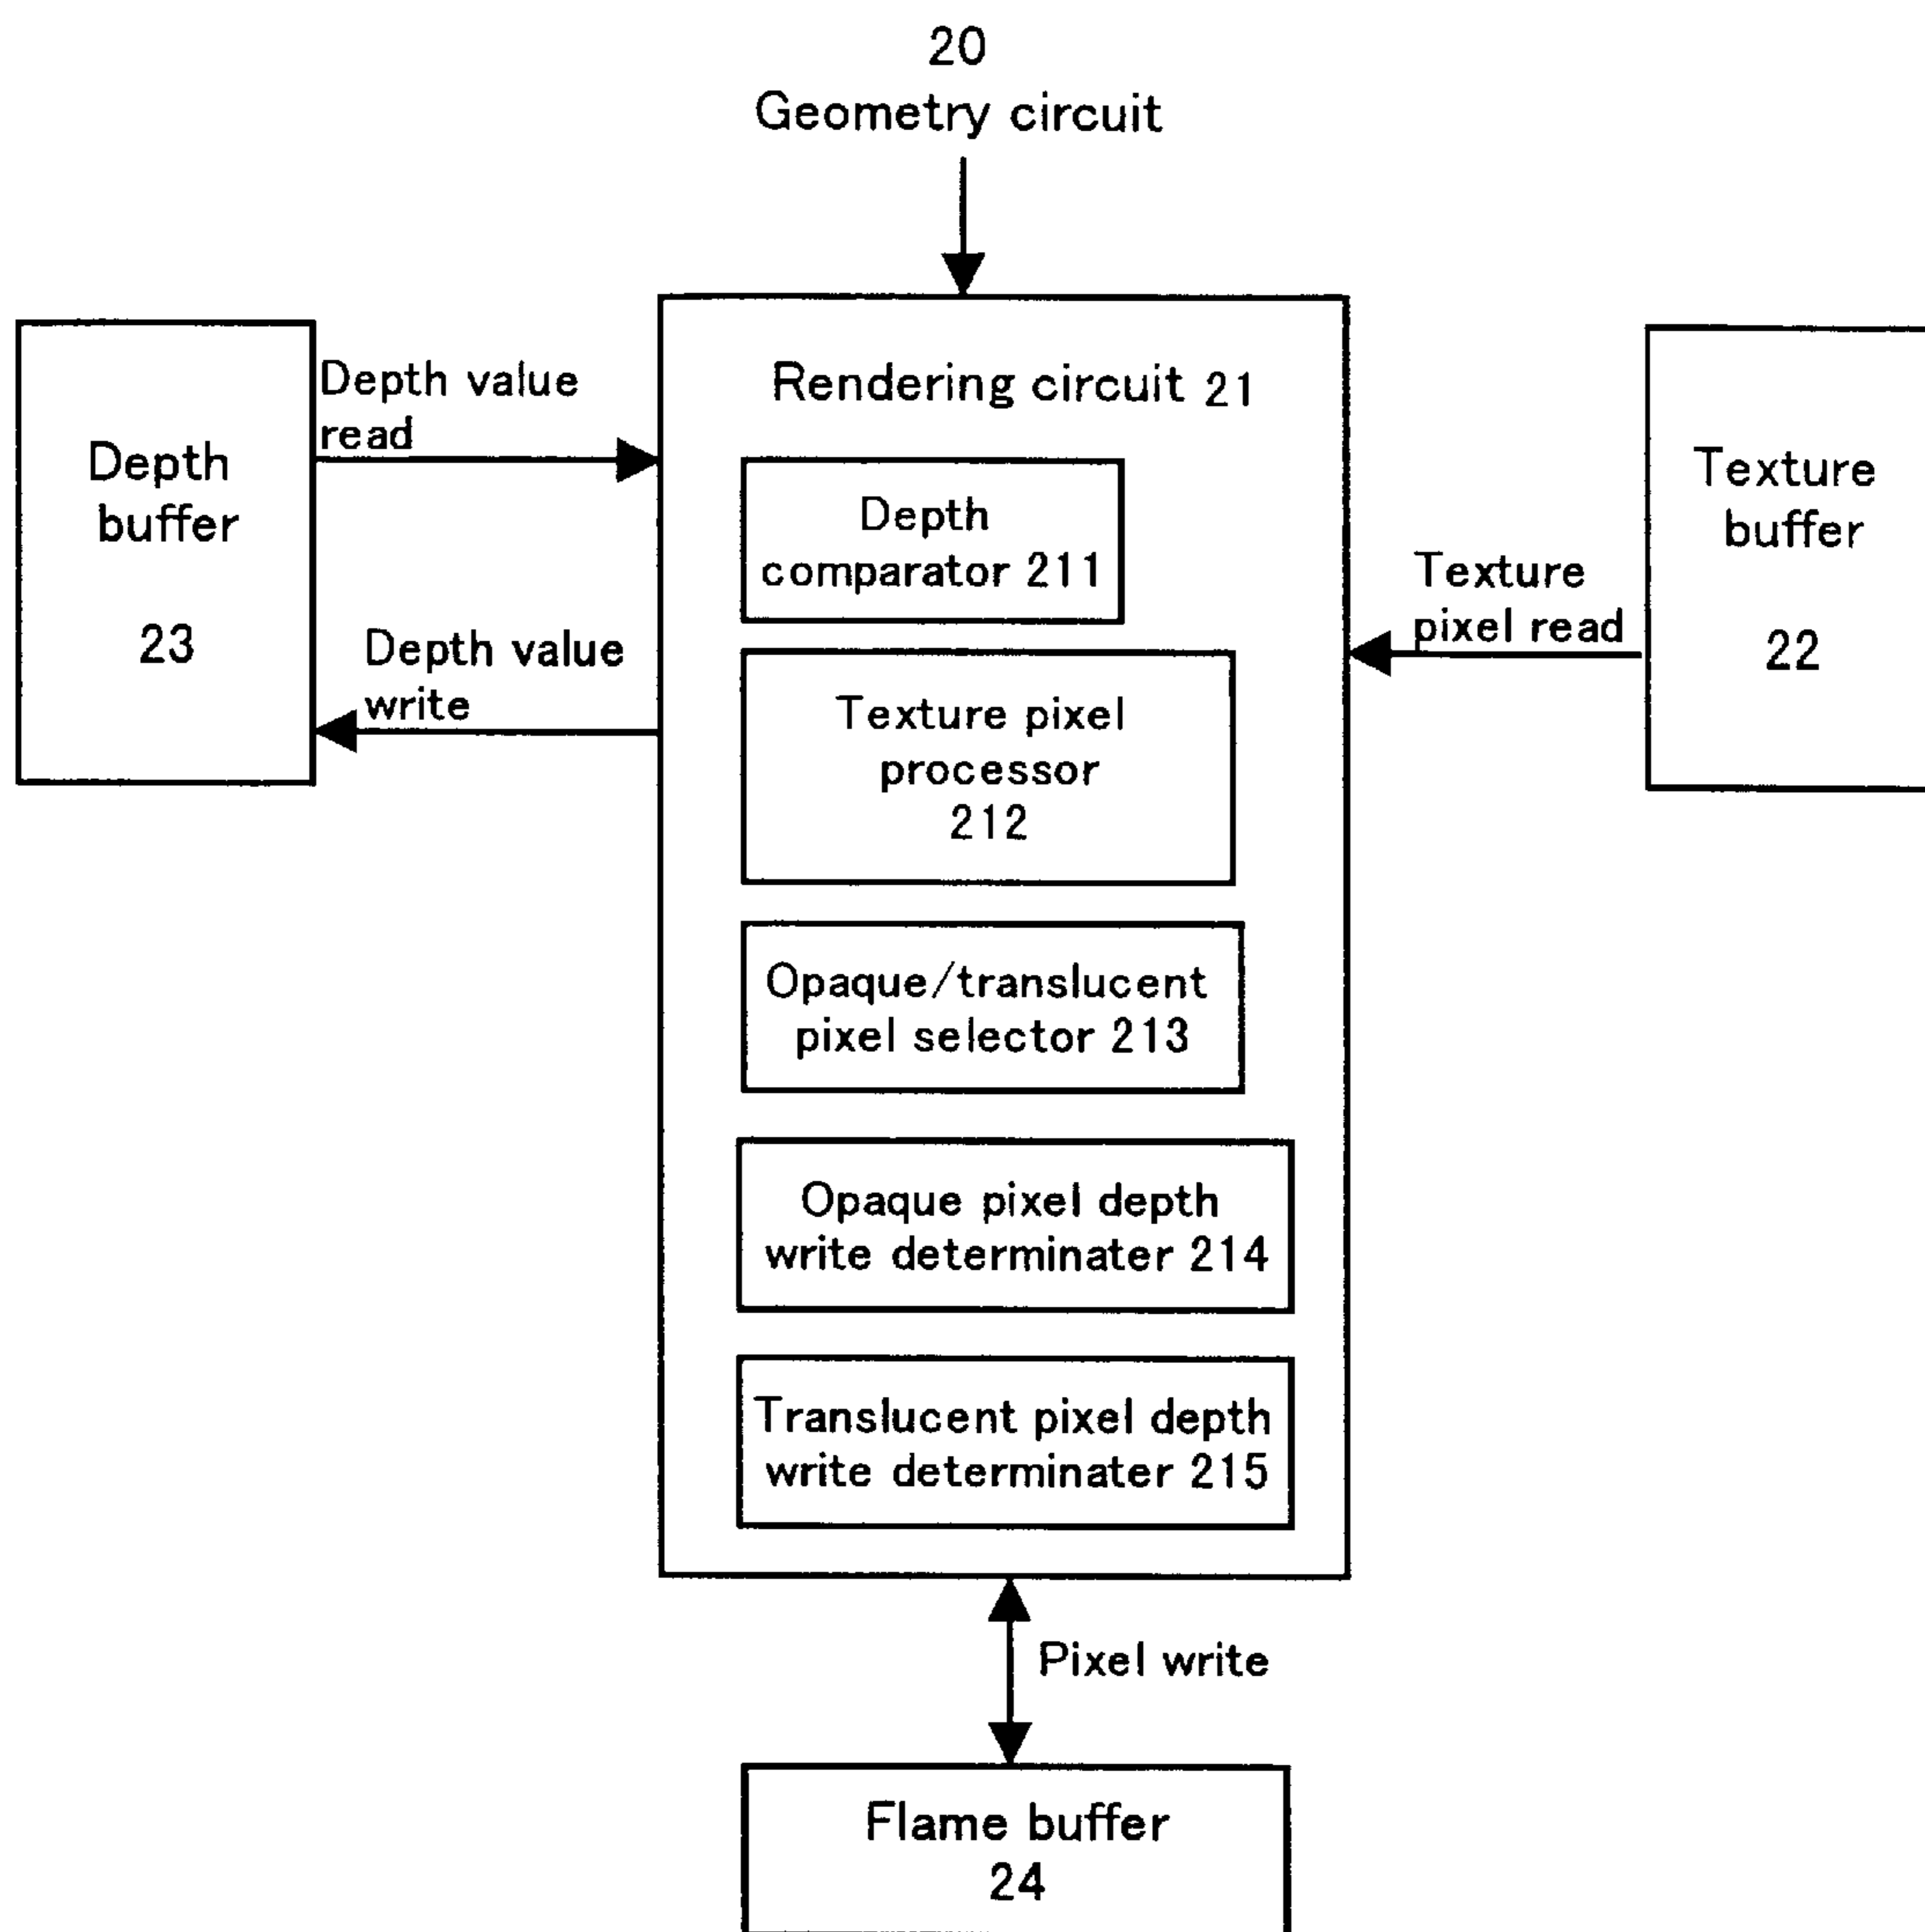 20
Geometry circuit
Depth
buffer
23
Depth value
read
Depth value
write
Rendering circuit 21
Depth
comparator 211
Texture pixel
processor
212
Opaque/translucent
pixel selector 213
Opaque pixel depth
write determinater 214
Translucent pixel depth
write determinater 215
Texture
pixel read
Texture
buffer
22
Pixel write
Flame buffer
24